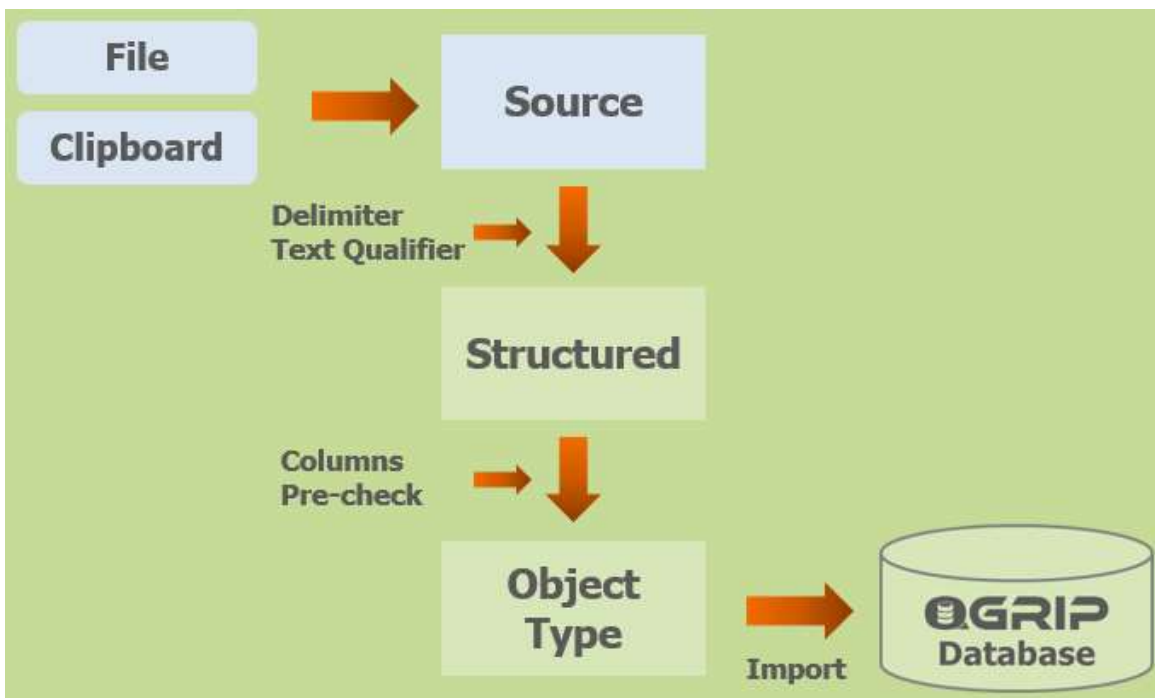 File
Clipboard
Source
Delimiter
Text Qualifier
Structured
Columns
Pre-check
Object
Type
Import
QGRIP
Database